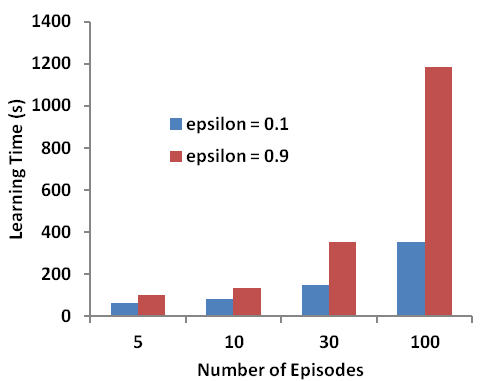 1400
1200
1000
800
600
400
200
0
Learning Time (s)
epsilon = 0.1
epsilon = 0.9
5 10 30 100
Number of Episodes